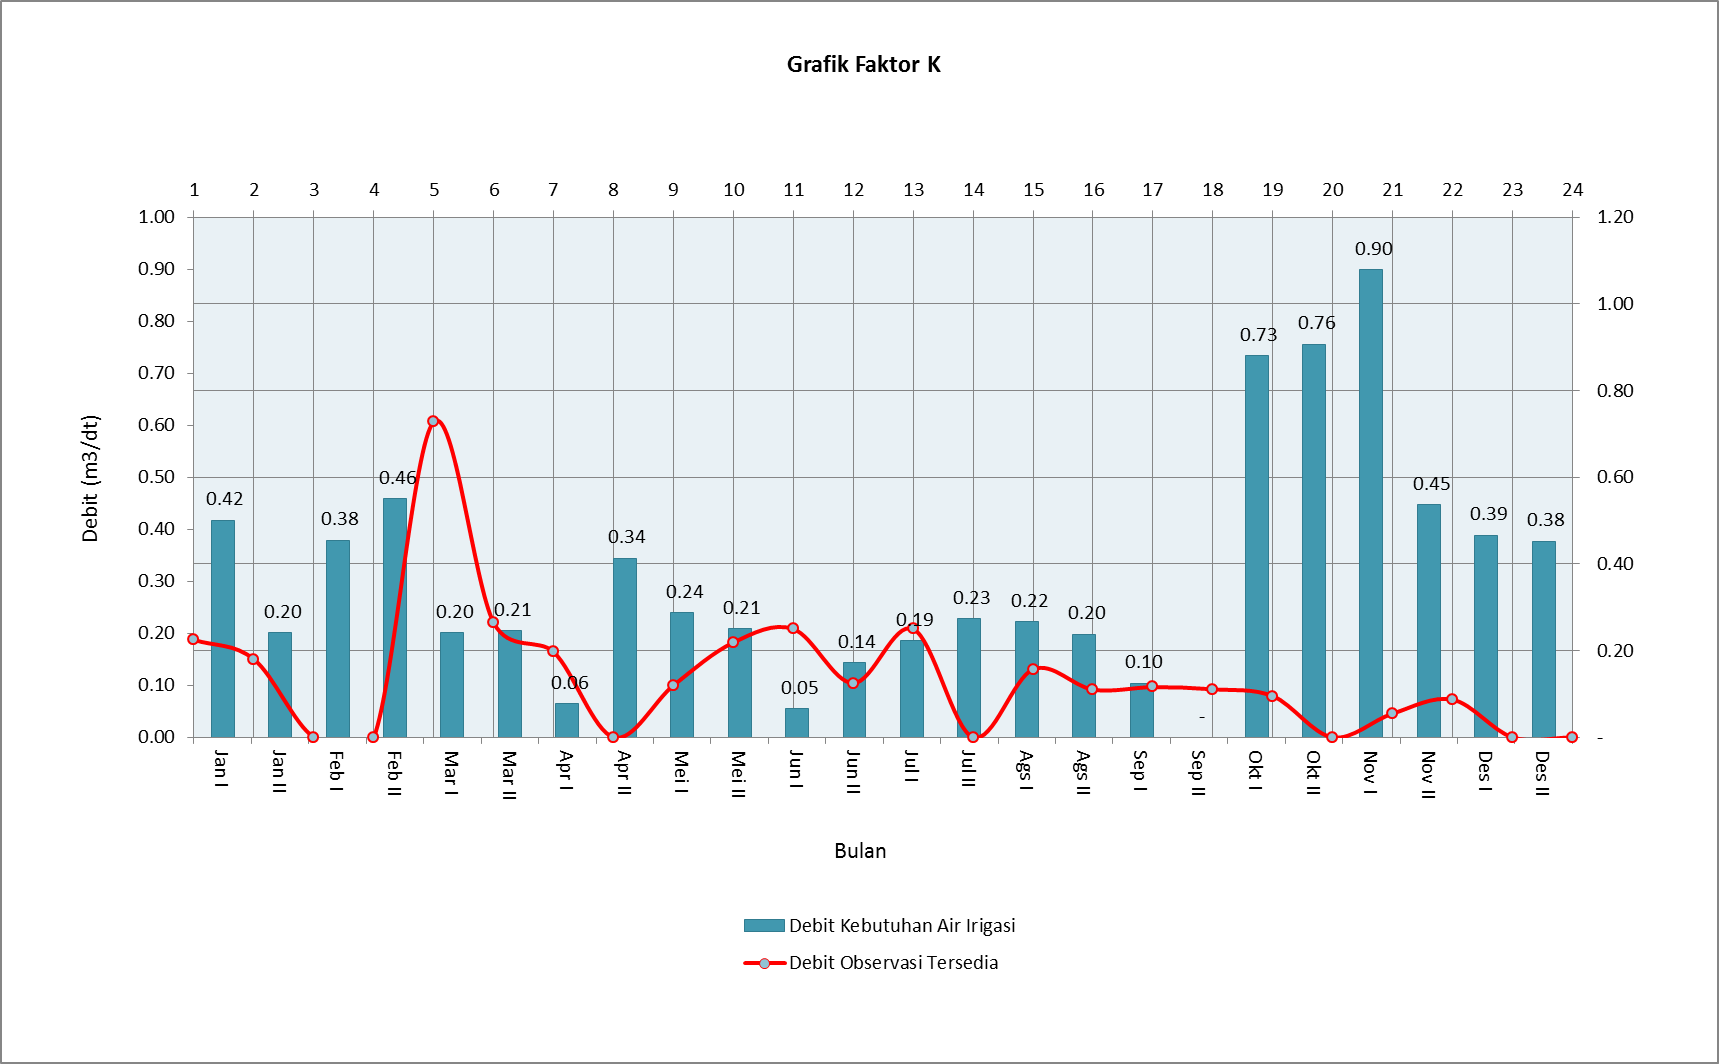 Grafik Faktor K
1 2 3 4 5 6 7 8 9 10 11 12 13 14 15 16 17 18 19 20 21 22 23 24
1.00
0.90
0.80
0.70
0.60
0.50
0.40
0.30
0.20
0.10
0.00
Debit (m3/dt)
1.20
1.00
0.80
0.60
0.40
0.20
-
0.42 0.20 0.38 0.46 0.20 0.21 0.06 0.34 0.24 0.21 0.05 0.14 0.19 0.23 0.22 0.20 0.10 - 0.73 0.76 0.90 0.45 0.39 0.38
Jan I
Jan II
Feb I
Feb II
Mar I
Mar II
Apr I
Apr II
Mei I
Mei II
Jun I
Jun II
Jul I
Jul II
Ags I
Ags II
Sep I
Sep II
Okt I
Okt II
Nov I
Nov II
Des I
Des II
Bulan
Debit Kebutuhan Air Irigasi
Debit Observasi Tersedia